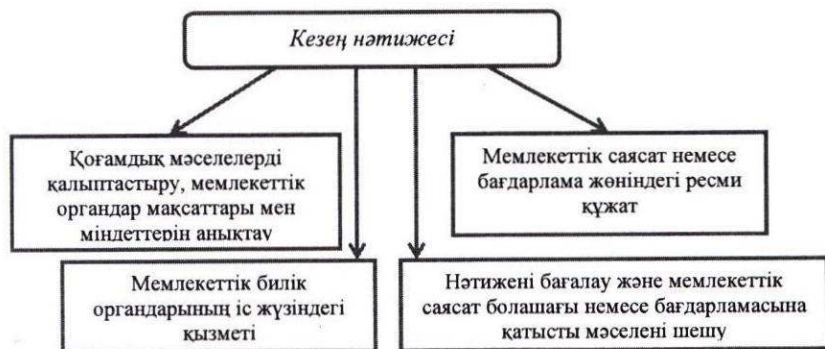 Кезең нәтижесі
Қоғамдық мәселелерді
қалыптастыру, мемлекеттік
органдар мақсаттары мен
міндеттерін анықтау
Мемлекеттік саясат немесе
бағдарлама жөніндегі ресми
құжат
Мемлекеттік билік
органдарының іс жүзіндегі
қызметі
Нәтижені бағалау және мемлекеттік
саясат болашағы немесе бағдарламасына
қатысты мәселені шешу